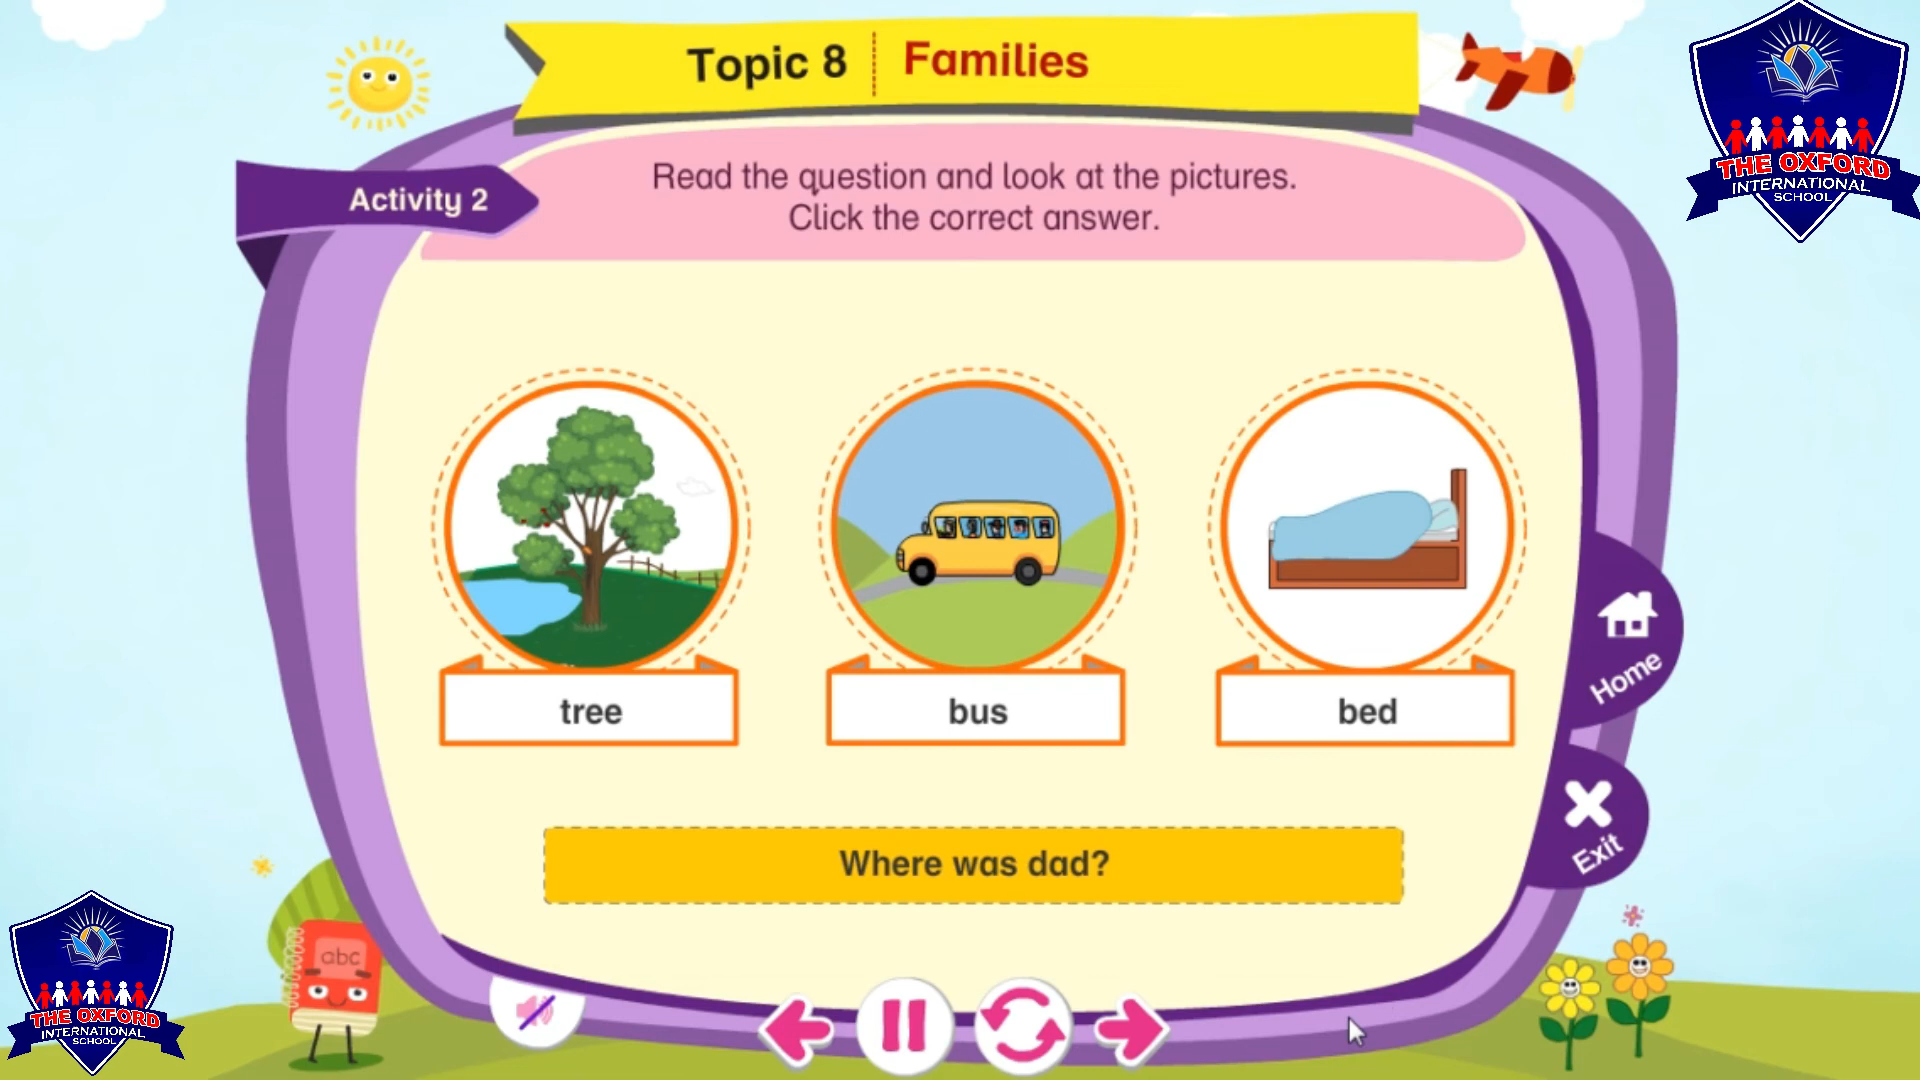 Topic 8
Families
THE OXFORD
INTERNATIONAL
SCHOOL
Activity 2
Read the question and look at the pictures.
Click the correct answer.
tree
bus
bed
Home
Where was dad?
Exit
abc
THE OXFORD
INTERNATIONAL
SCHOOL